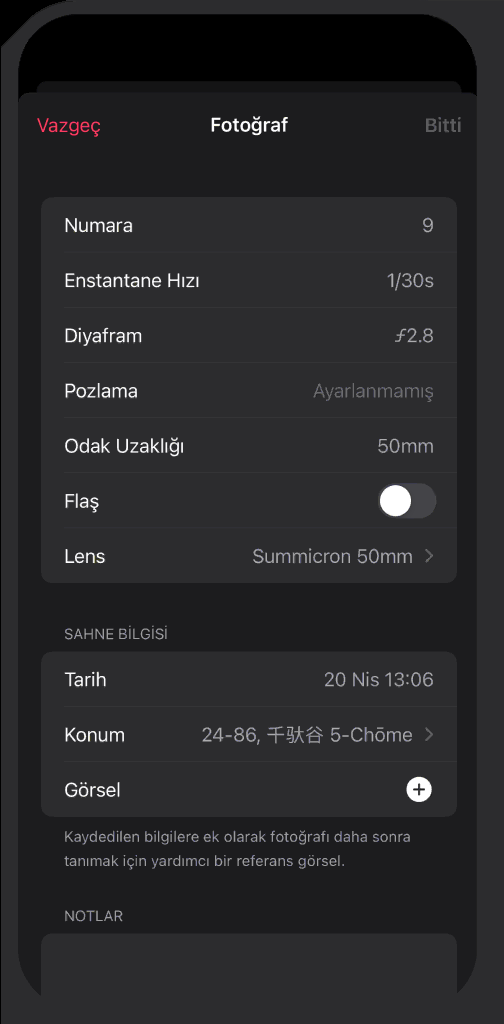 Vazgeç Fotoğraf Bitti
Numara 9
Enstantane Hızı 1/30s
Diyafram ƒ2.8
Pozlama Ayarlanmamış
Odak Uzaklığı 50mm
Flaş
Lens Summicron 50mm
SAHNE BİLGİSİ
Tarih 20 Nis 13:06
Konum 24-86, 千驮谷 5-Chōme
Görsel
Kaydedilen bilgilere ek olarak fotoğrafı daha sonra
tanımak için yardımcı bir referans görsel.
NOTLAR